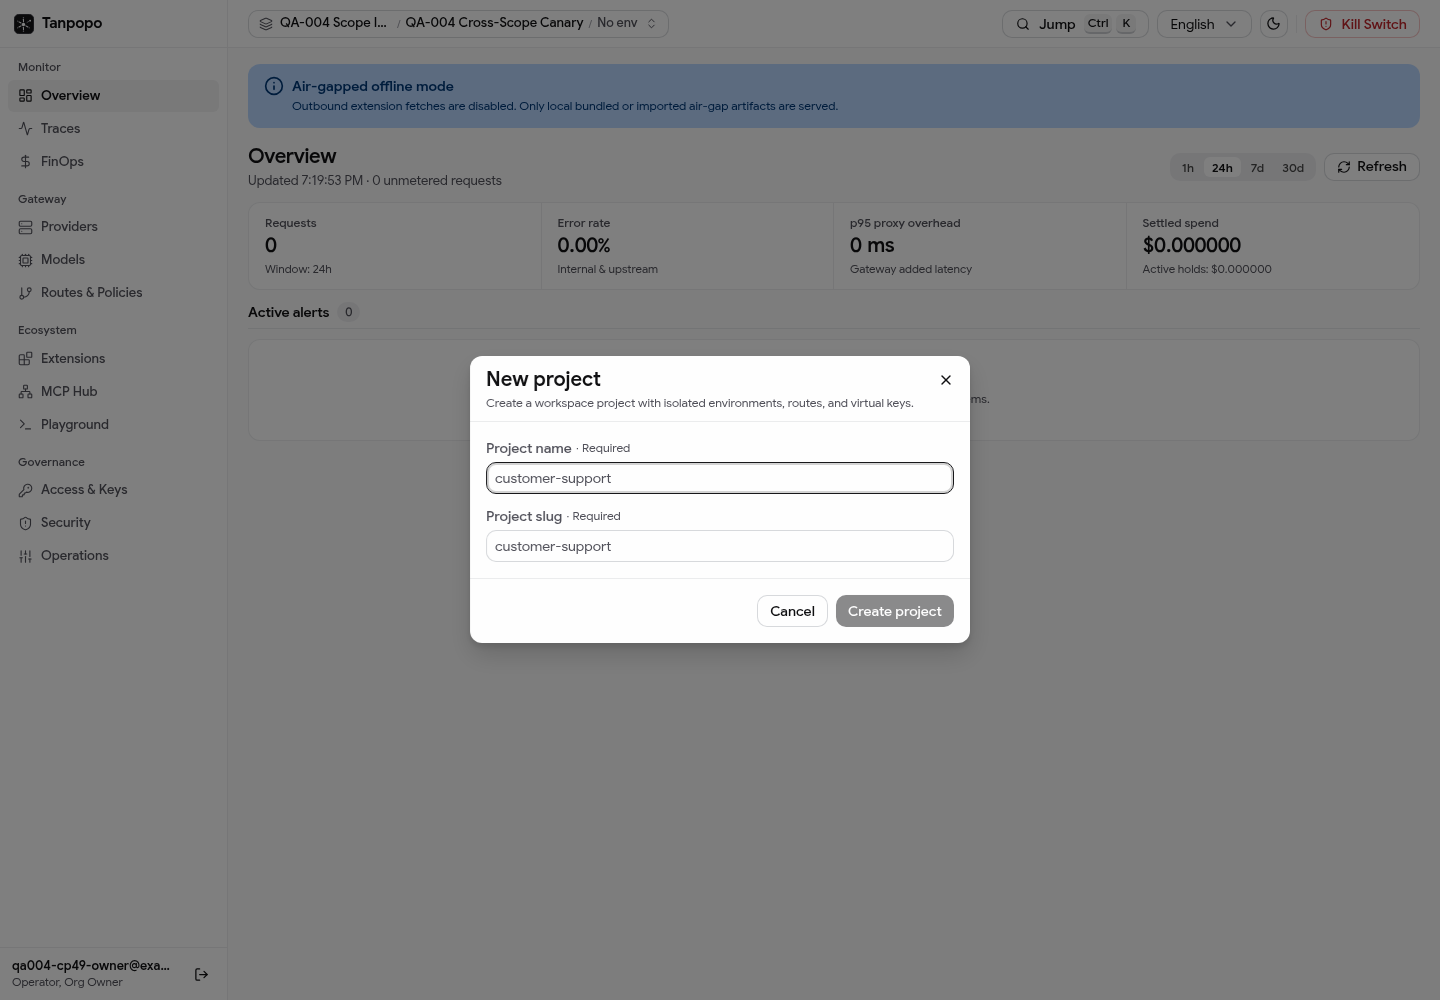 Tanpopo
QA-004 Scope I... / QA-004 Cross-Scope Canary / No env
Jump Ctrl K
English
Kill Switch
Monitor
Overview
Traces
FinOps
Gateway
Providers
Models
Routes & Policies
Ecosystem
Extensions
MCP Hub
Playground
Governance
Access & Keys
Security
Operations
qa004-cp49-owner@exa...
Operator, Org Owner
Air-gapped offline mode
Outbound extension fetches are disabled. Only local bundled or imported air-gap artifacts are served.
Overview
Updated 7:19:53 PM · 0 unmetered requests
1h 24h 7d 30d
Refresh
Requests
0
Window: 24h
Error rate
0.00%
Internal & upstream
p95 proxy overhead
0 ms
Gateway added latency
Settled spend
$0.000000
Active holds: $0.000000
Active alerts 0
New project
Create a workspace project with isolated environments, routes, and virtual keys.
Project name · Required
customer-support
Project slug · Required
customer-support
Cancel
Create project